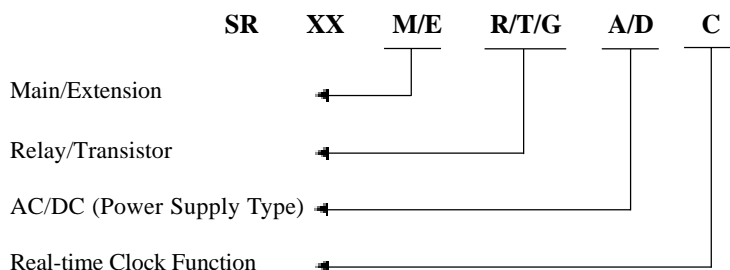 SR XX M/E R/T/G A/D C
Main/Extension
Relay/Transistor
AC/DC (Power Supply Type)
Real-time Clock Function